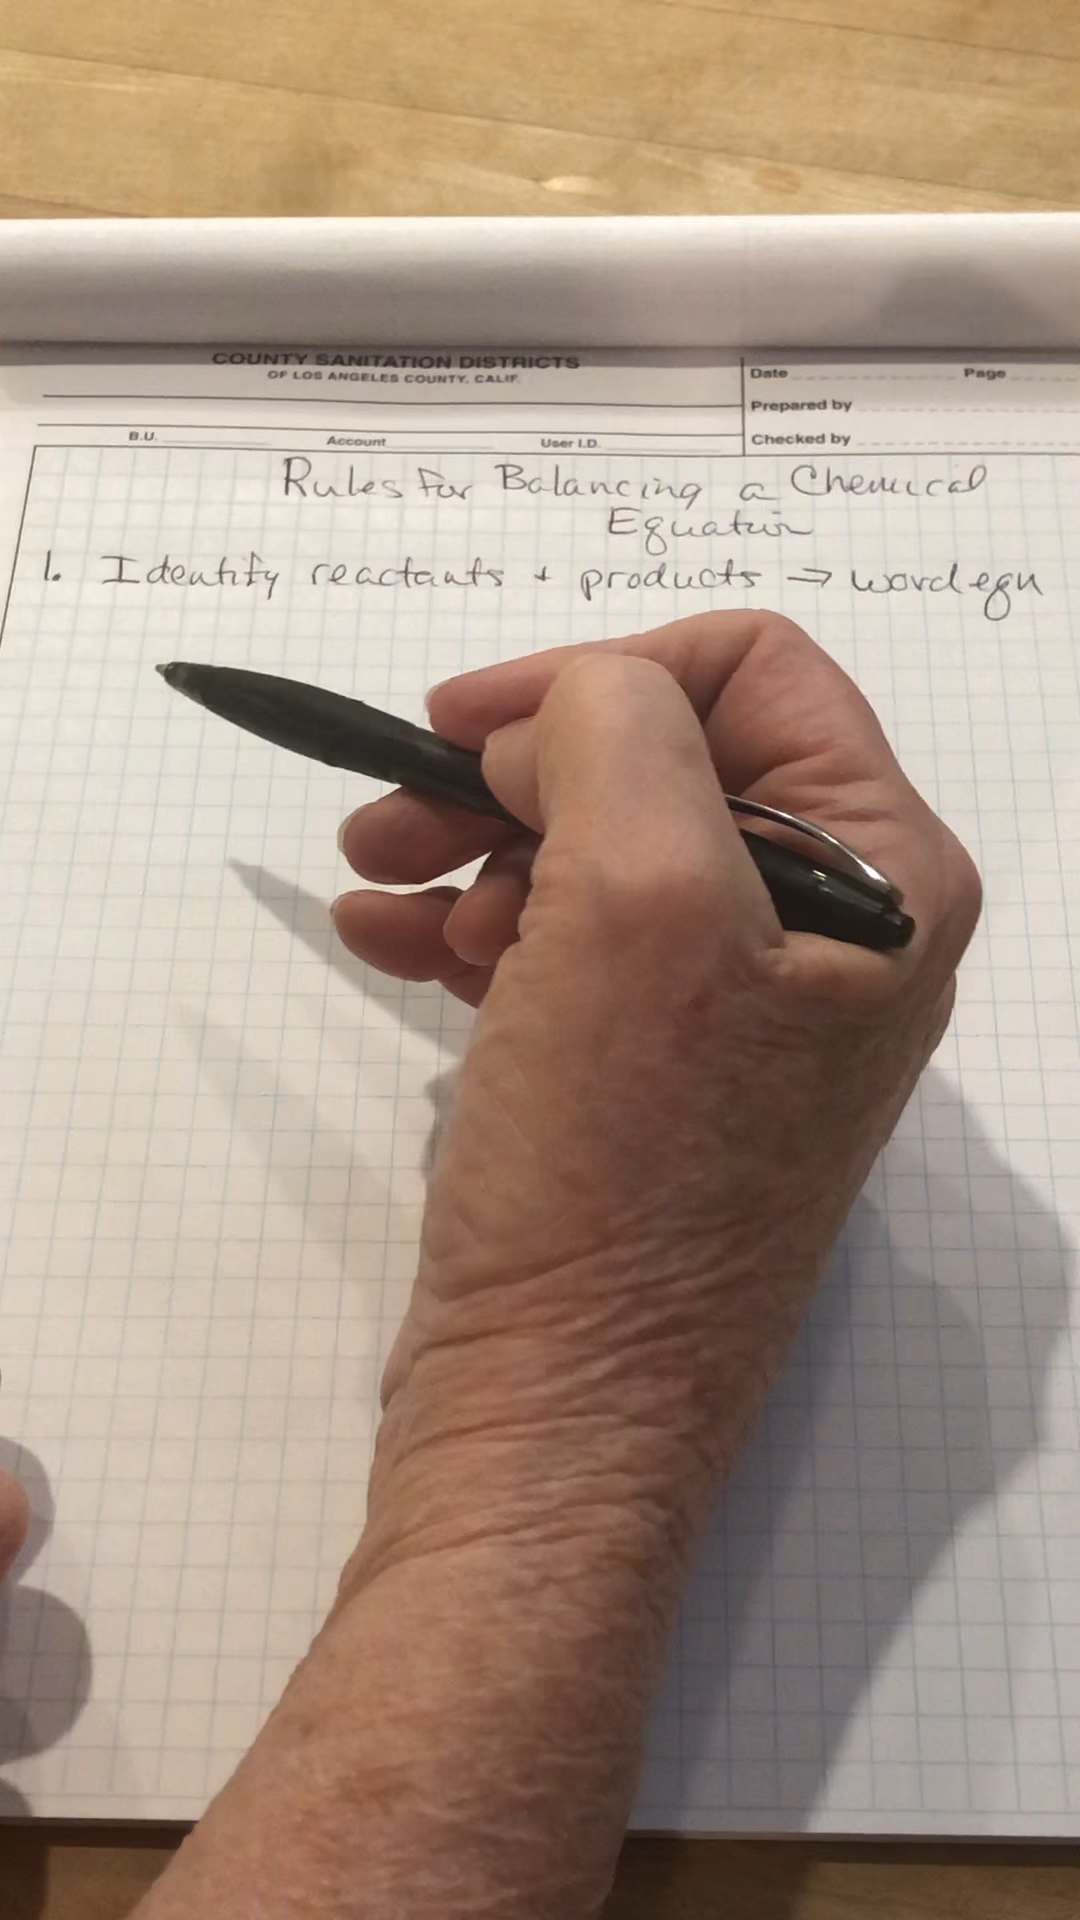 COUNTY SANITATION DISTRICTS
OF LOS ANGELES COUNTY, CALIF.
Date Page
Prepared by
B.U. Account User I.D. Checked by
Rules for Balancing a Chemical
Equation
1. Identify reactants + products → word eqn